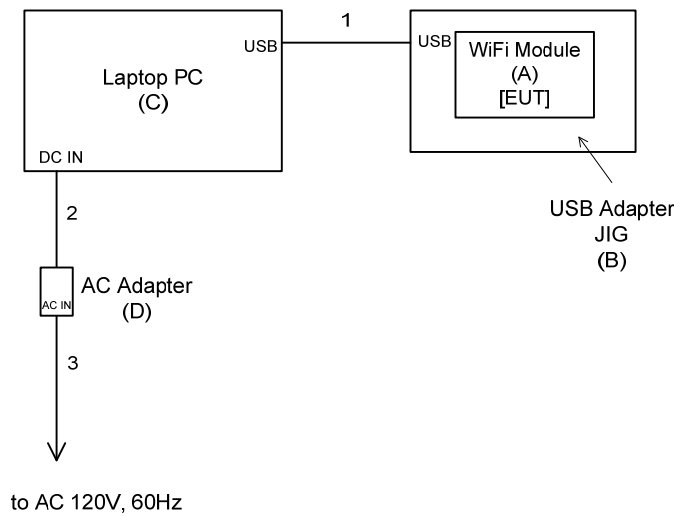 1
USB
USB
WiFi Module
(A)
[EUT]
Laptop PC
(C)
DC IN
2
USB Adapter
JIG
(B)
AC Adapter
(D)
AC IN
3
to AC 120V, 60Hz